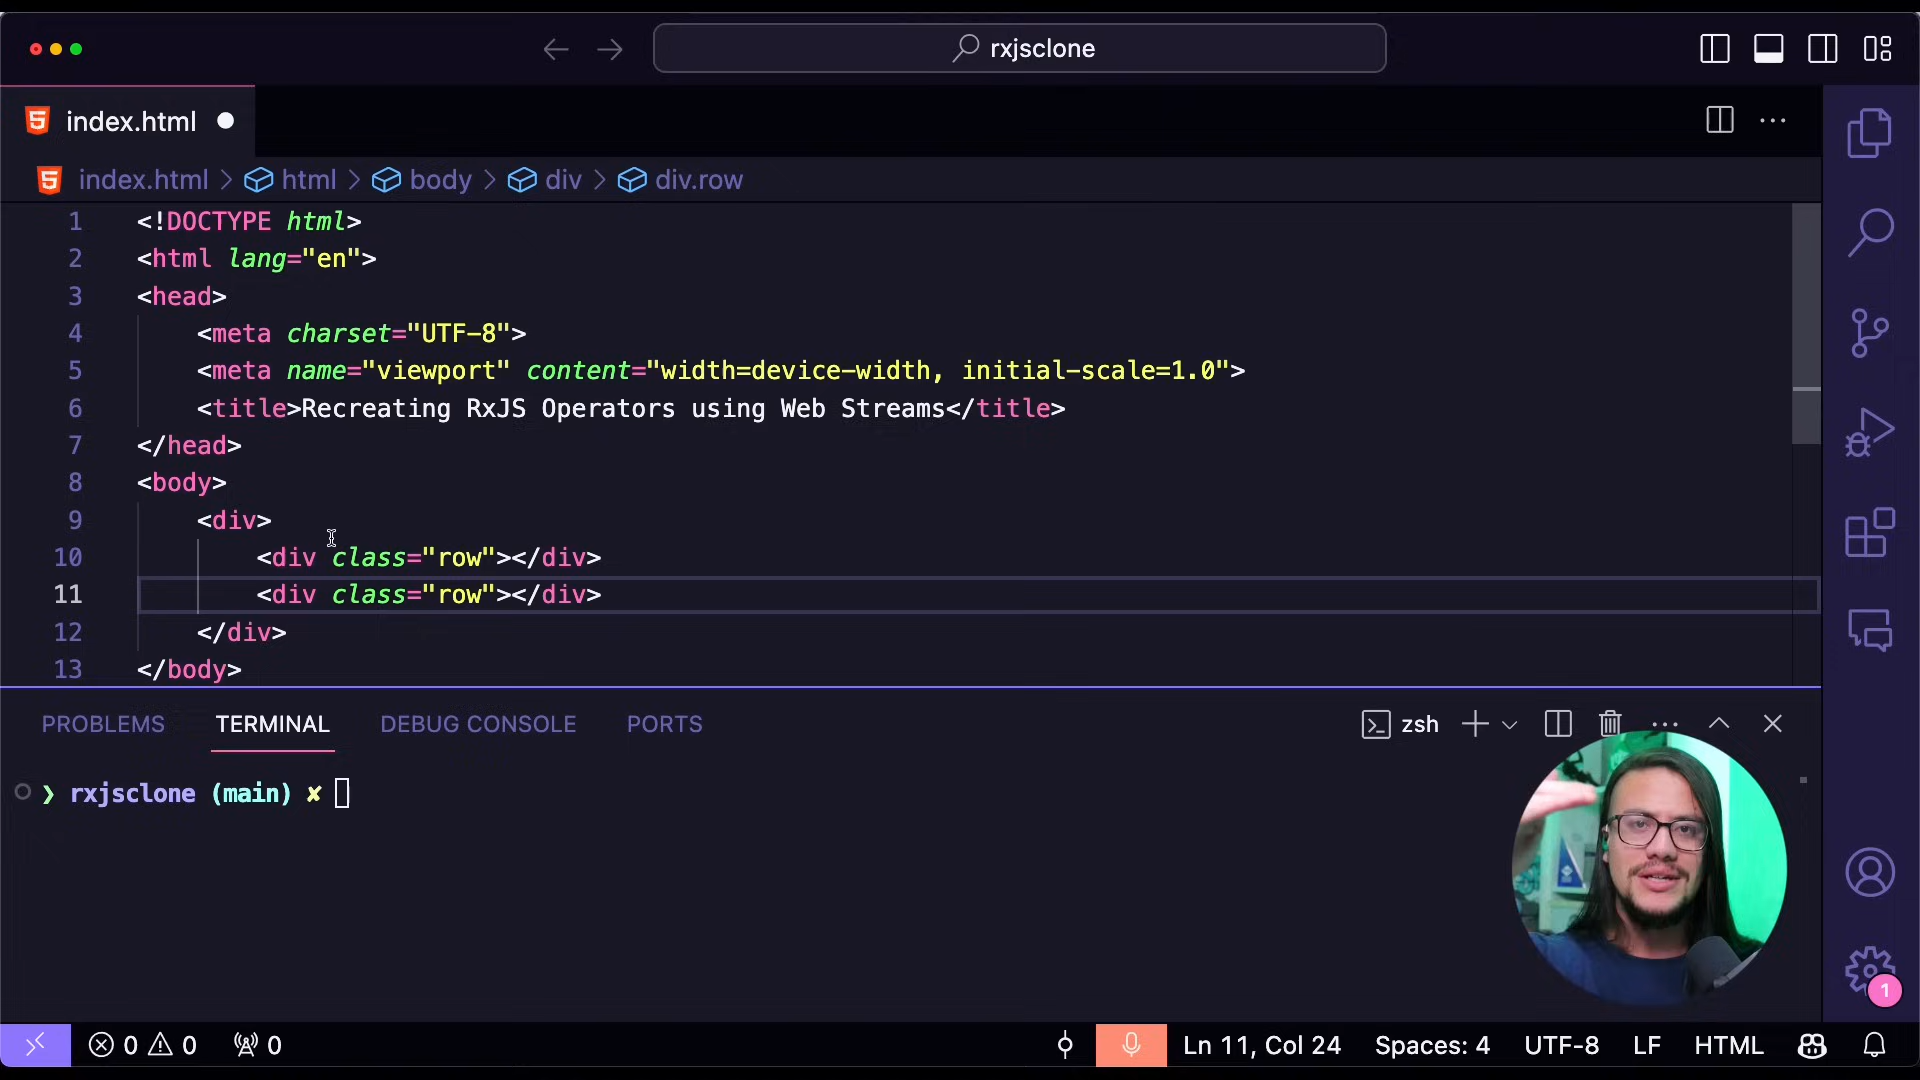 rxjsclone
index.html
index.html > html > body > div > div.row
1 <!DOCTYPE html>
2 <html lang="en">
3 <head>
4 <meta charset="UTF-8">
5 <meta name="viewport" content="width=device-width, initial-scale=1.0">
6 <title>Recreating RxJS Operators using Web Streams</title>
7 </head>
8 <body>
9 <div>
10 <div class="row"></div>
11 <div class="row"></div>
12 </div>
13 </body>
PROBLEMS TERMINAL DEBUG CONSOLE PORTS zsh
❯ rxjsclone (main) ✘
1
0 0 0 Ln 11, Col 24 Spaces: 4 UTF-8 LF HTML